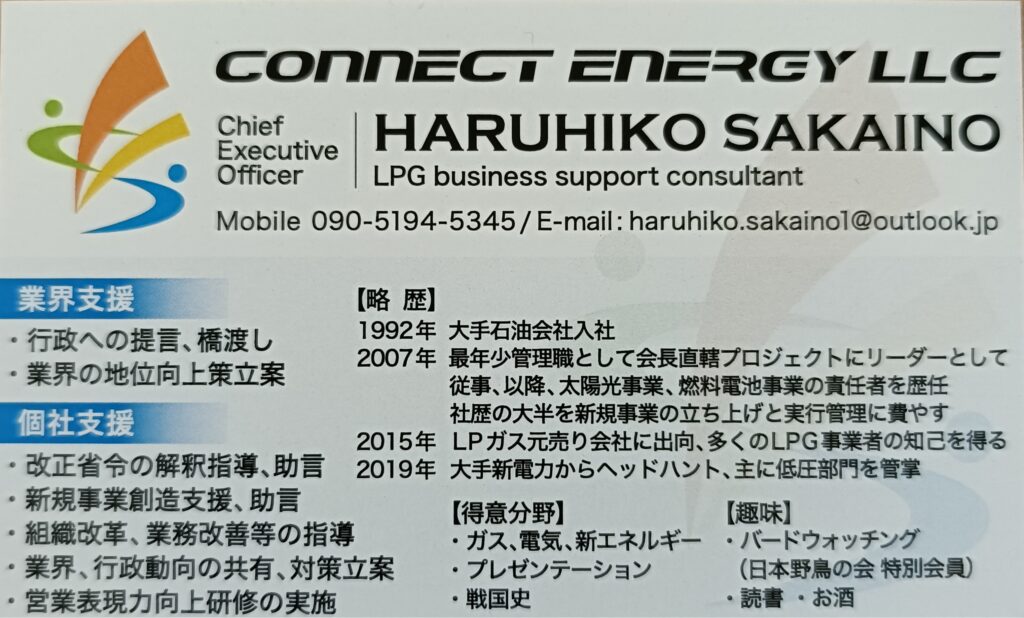 CONNECT ENERGY LLC
Chief
Executive
Officer
HARUHIKO SAKAINO
LPG business support consultant
Mobile 090-5194-5345 / E-mail : haruhiko.sakaino1@outlook.jp
業界支援
・行政への提言、橋渡し
・業界の地位向上策立案
個社支援
・改正省令の解釈指導、助言
・新規事業創造支援、助言
・組織改革、業務改善等の指導
・業界、行政動向の共有、対策立案
・営業表現力向上研修の実施
【略 歴】
1992年 大手石油会社入社
2007年 最年少管理職として会長直轄プロジェクトにリーダーとして
従事、以降、太陽光事業、燃料電池事業の責任者を歴任
社歴の大半を新規事業の立ち上げと実行管理に費やす
2015年 LPガス元売り会社に出向、多くのLPG事業者の知己を得る
2019年 大手新電力からヘッドハント、主に低圧部門を管掌
【得意分野】
・ガス、電気、新エネルギー
・プレゼンテーション
・戦国史
【趣味】
・バードウォッチング
（日本野鳥の会 特別会員）
・読書 ・お酒